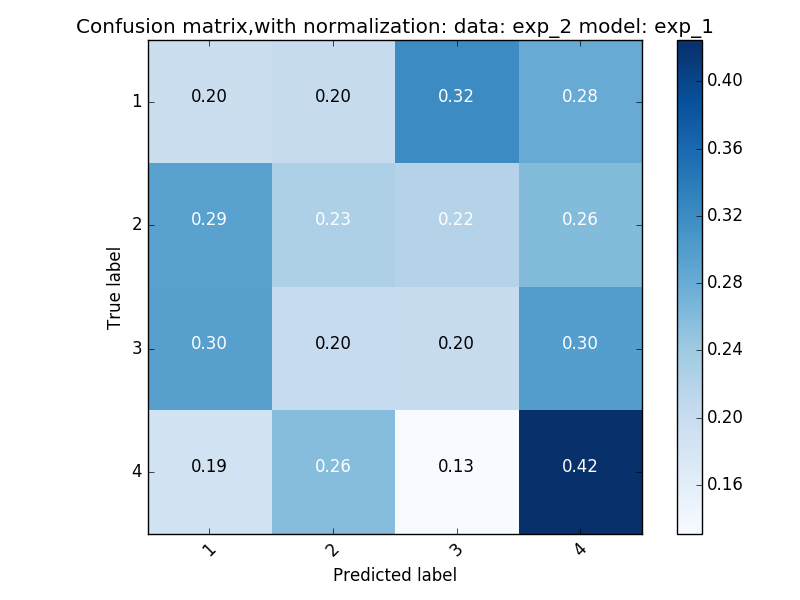 Confusion matrix,with normalization: data: exp_2 model: exp_1
True label
1 0.20 0.20 0.32 0.28
2 0.29 0.23 0.22 0.26
3 0.30 0.20 0.20 0.30
4 0.19 0.26 0.13 0.42
1 2 3 4
Predicted label
0.40
0.36
0.32
0.28
0.24
0.20
0.16